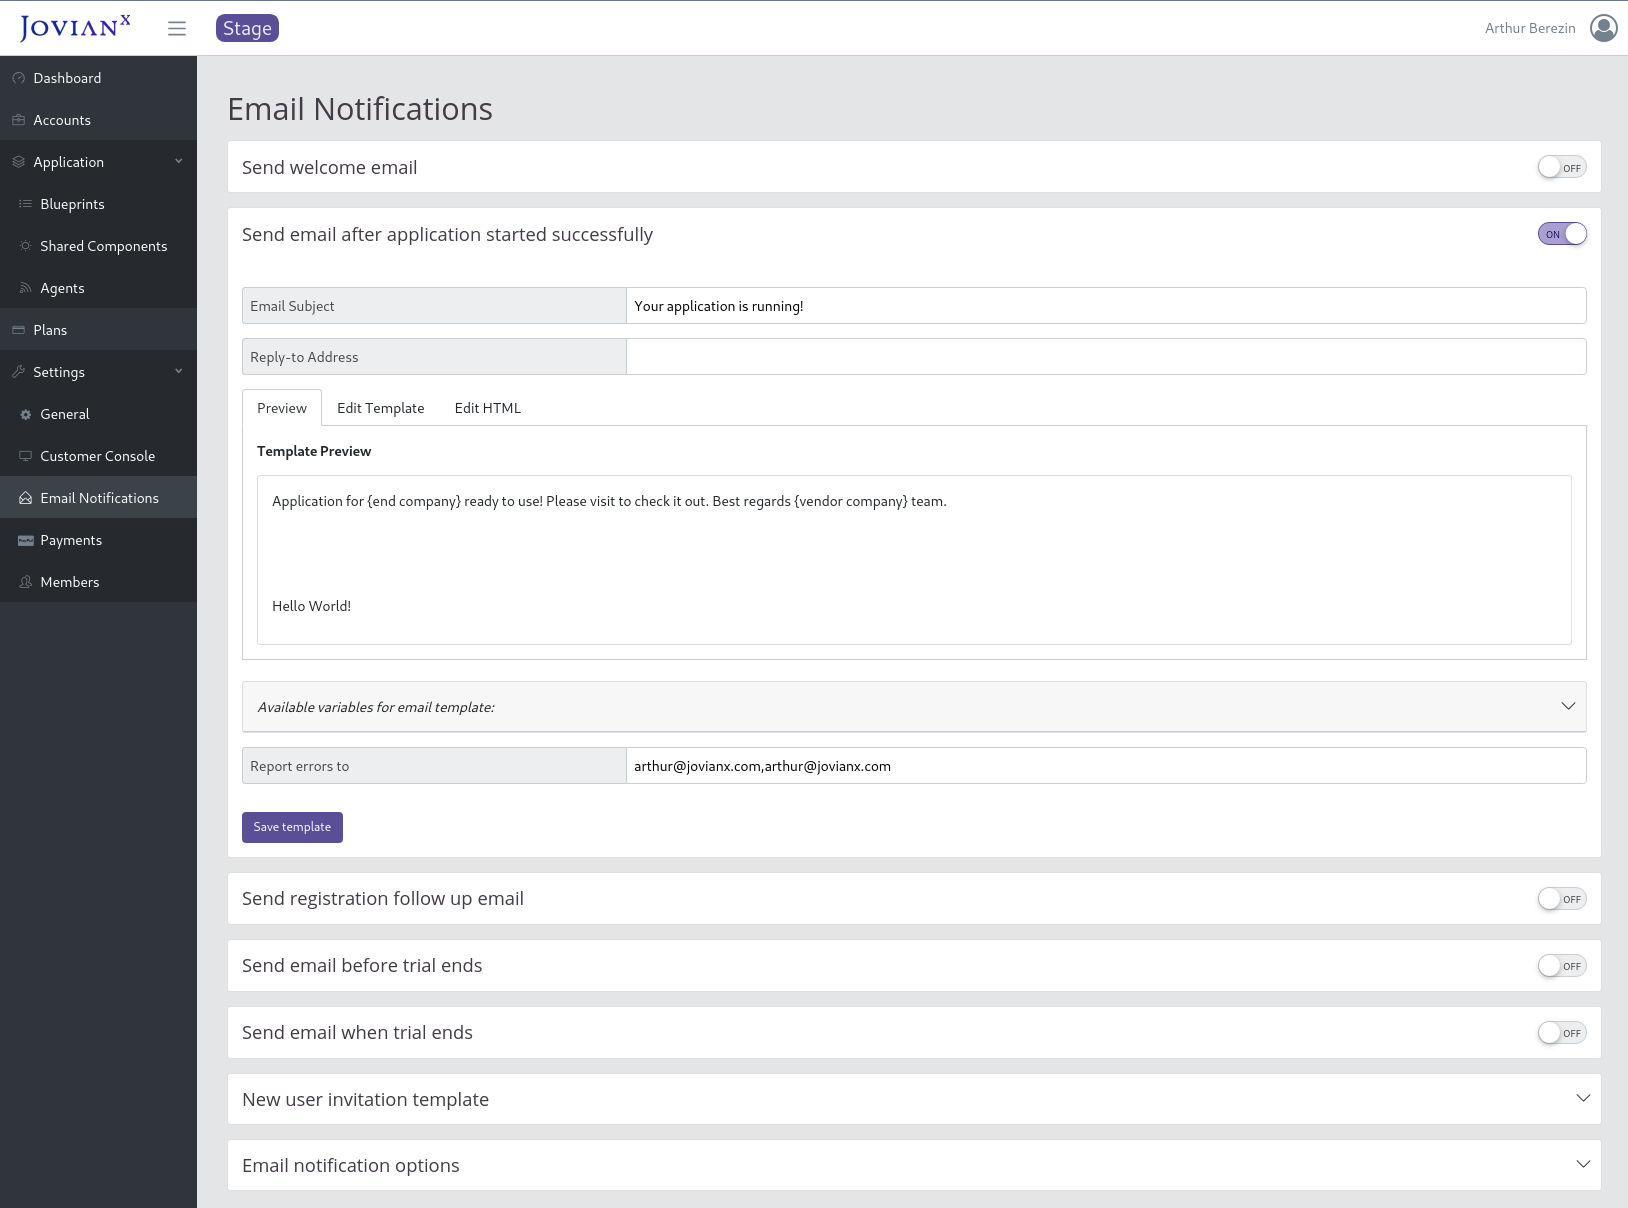 JOVIANX
Stage
Arthur Berezin
Dashboard
Accounts
Application
Blueprints
Shared Components
Agents
Plans
Settings
General
Customer Console
Email Notifications
Payments
Members
Email Notifications
Send welcome email
OFF
Send email after application started successfully
ON
Email Subject
Your application is running!
Reply-to Address
Preview
Edit Template
Edit HTML
Template Preview
Application for {end company} ready to use! Please visit to check it out. Best regards {vendor company} team.
Hello World!
Available variables for email template:
Report errors to
arthur@jovianx.com,arthur@jovianx.com
Save template
Send registration follow up email
OFF
Send email before trial ends
OFF
Send email when trial ends
OFF
New user invitation template
Email notification options